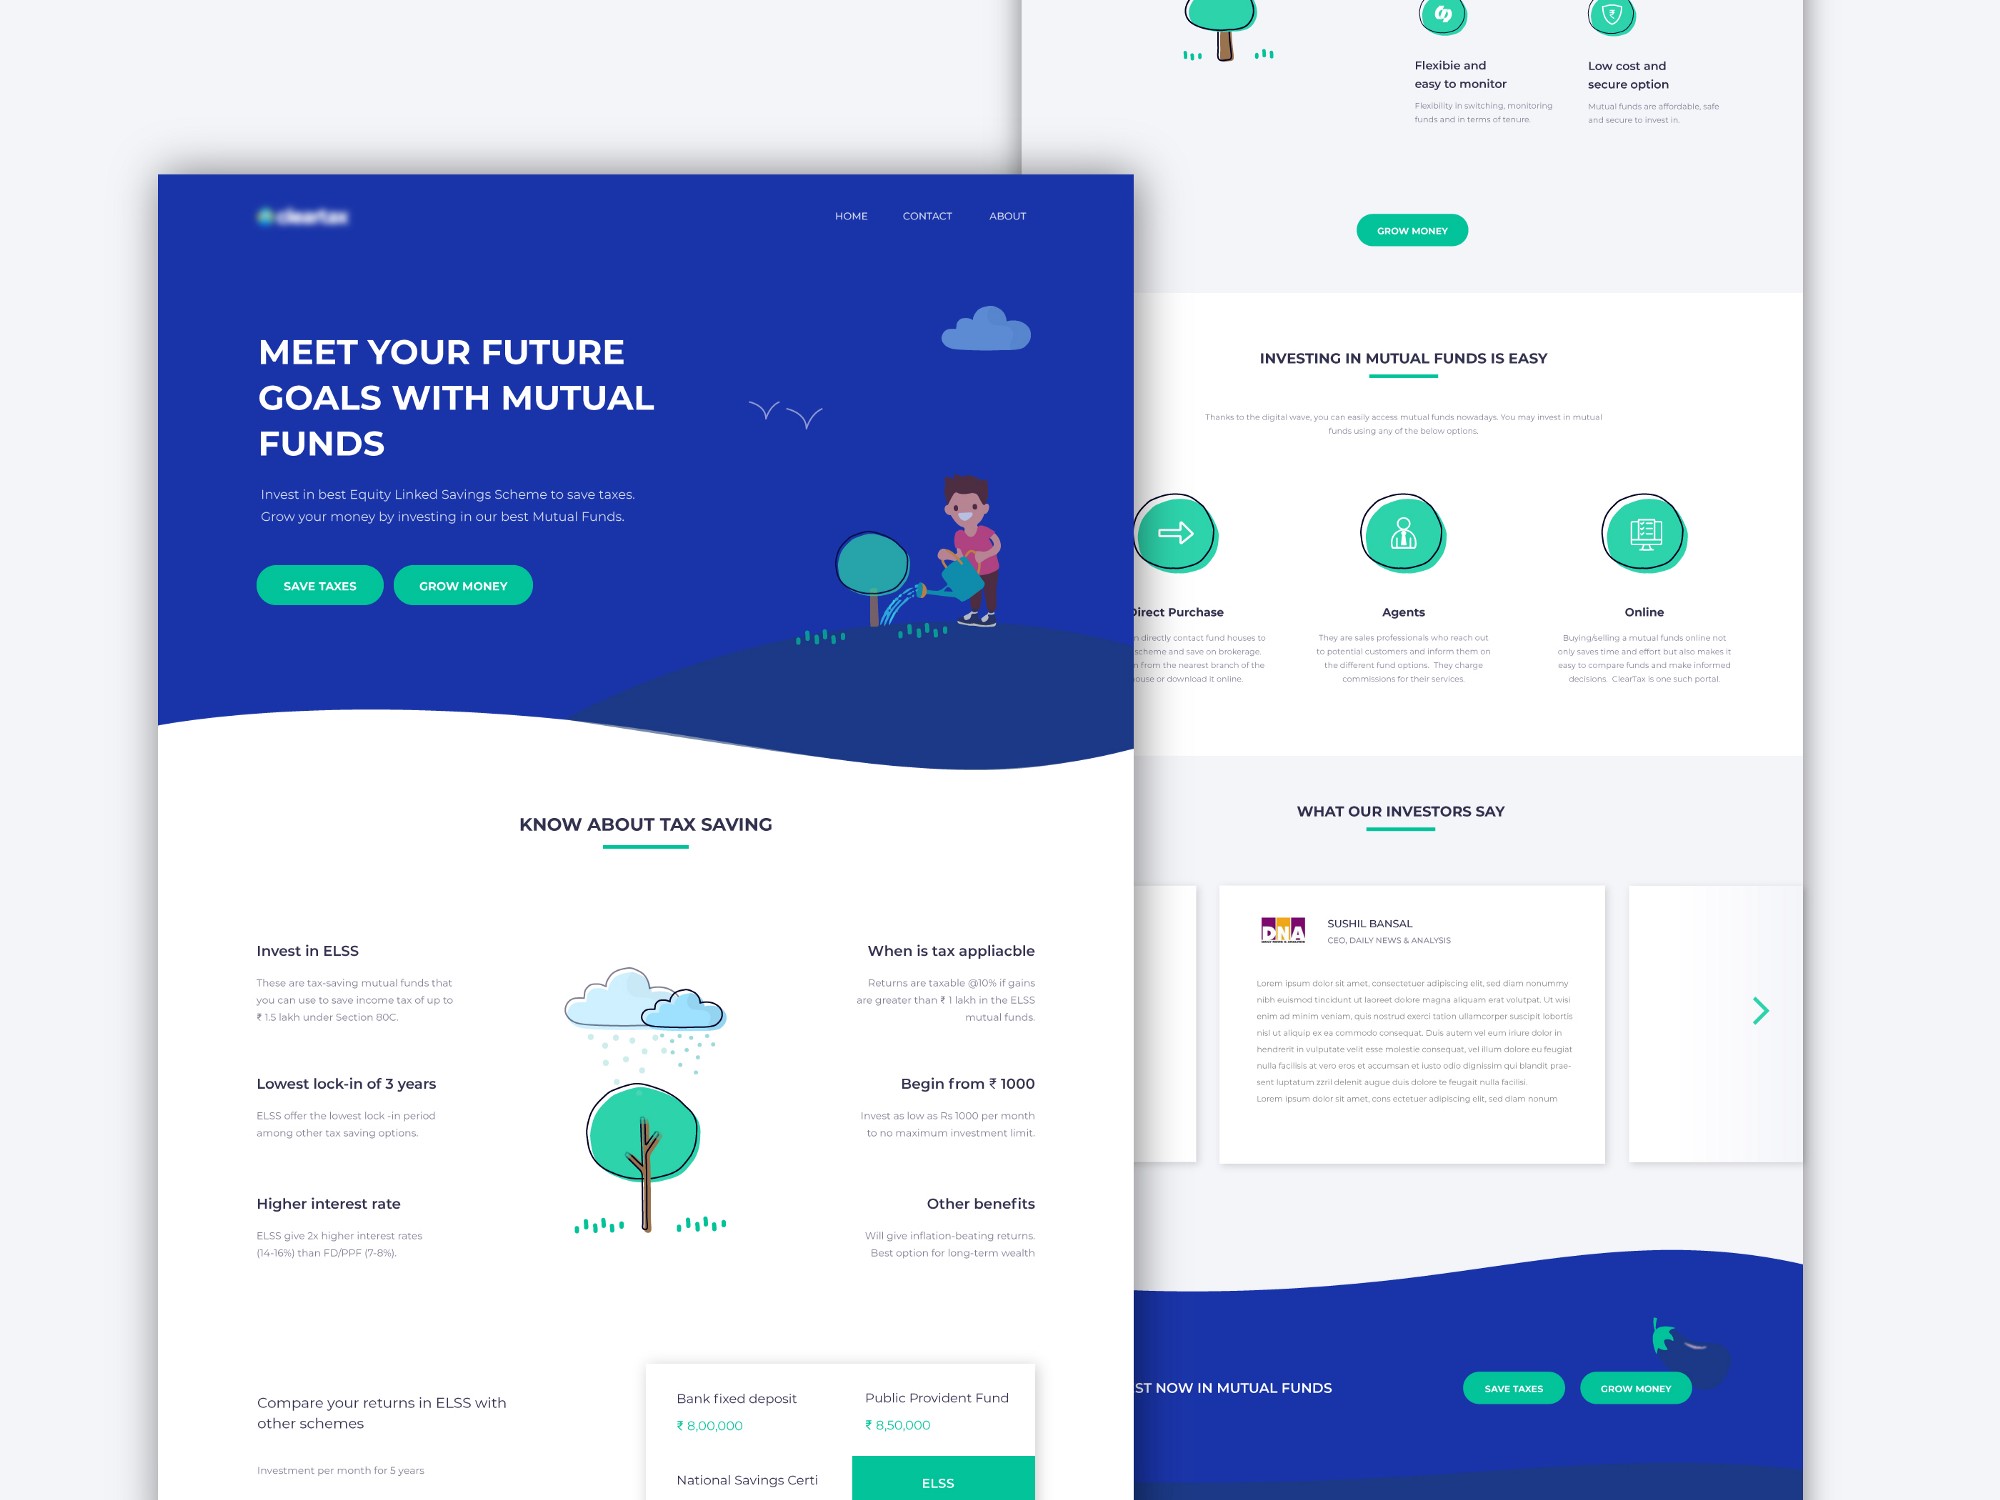 cleartax
HOME
CONTACT
ABOUT
MEET YOUR FUTURE
GOALS WITH MUTUAL
FUNDS
Invest in best Equity Linked Savings Scheme to save taxes.
Grow your money by investing in our best Mutual Funds.
SAVE TAXES
GROW MONEY
KNOW ABOUT TAX SAVING
Invest in ELSS
These are tax-saving mutual funds that
you can use to save income tax of up to
₹ 1.5 lakh under Section 80C.
Lowest lock-in of 3 years
ELSS offer the lowest lock -in period
among other tax saving options.
Higher interest rate
ELSS give 2x higher interest rates
(14-16%) than FD/PPF (7-8%).
When is tax appliacble
Returns are taxable @10% if gains
are greater than ₹ 1 lakh in the ELSS
mutual funds.
Begin from ₹ 1000
Invest as low as Rs 1000 per month
to no maximum investment limit.
Other benefits
Will give inflation-beating returns.
Best option for long-term wealth
Compare your returns in ELSS with
other schemes
Investment per month for 5 years
Bank fixed deposit
₹ 8,00,000
Public Provident Fund
₹ 8,50,000
National Savings Certi
ELSS
Flexibie and
easy to monitor
Flexibility in switching, monitoring
funds and in terms of tenure.
Low cost and
secure option
Mutual funds are affordable, safe
and secure to invest in.
GROW MONEY
INVESTING IN MUTUAL FUNDS IS EASY
Thanks to the digital wave, you can easily access mutual funds nowadays. You may invest in mutual
funds using any of the below options.
Direct Purchase
directly contact fund houses to
scheme and save on brokerage.
from the nearest branch of the
or download it online.
Agents
They are sales professionals who reach out
to potential customers and inform them on
the different fund options. They charge
commissions for their services.
Online
Buying/selling a mutual funds online not
only saves time and effort but also makes it
easy to compare funds and make informed
decisions ClearTax is one such portal.
WHAT OUR INVESTORS SAY
DNA
SUSHIL BANSAL
CEO, DAILY NEWS & ANALYSIS
Lorem ipsum dolor sit amet, consectetuer adipiscing elit, sed diam nonummy
nibh euismod tincidunt ut laoreet dolore magna aliquam erat volutpat. Ut wisi
enim ad minim veniam, quis nostrud exerci tation ullamcorper suscipit lobortis
nisl ut aliquip ex ea commodo consequat. Duis autem vel eum iriure dolor in
hendrerit in vulputate velit esse molestie consequat, vel illum dolore eu feugiat
nulla facilisis at vero eros et accumsan et iusto odio dignissim qui blandit prae-
sent luptatum zzril delenit augue duis dolore te feugait nulla facilisi.
Lorem ipsum dolor sit amet, cons ectetuer adipiscing elit, sed diam nonum
ST NOW IN MUTUAL FUNDS
SAVE TAXES
GROW MONEY